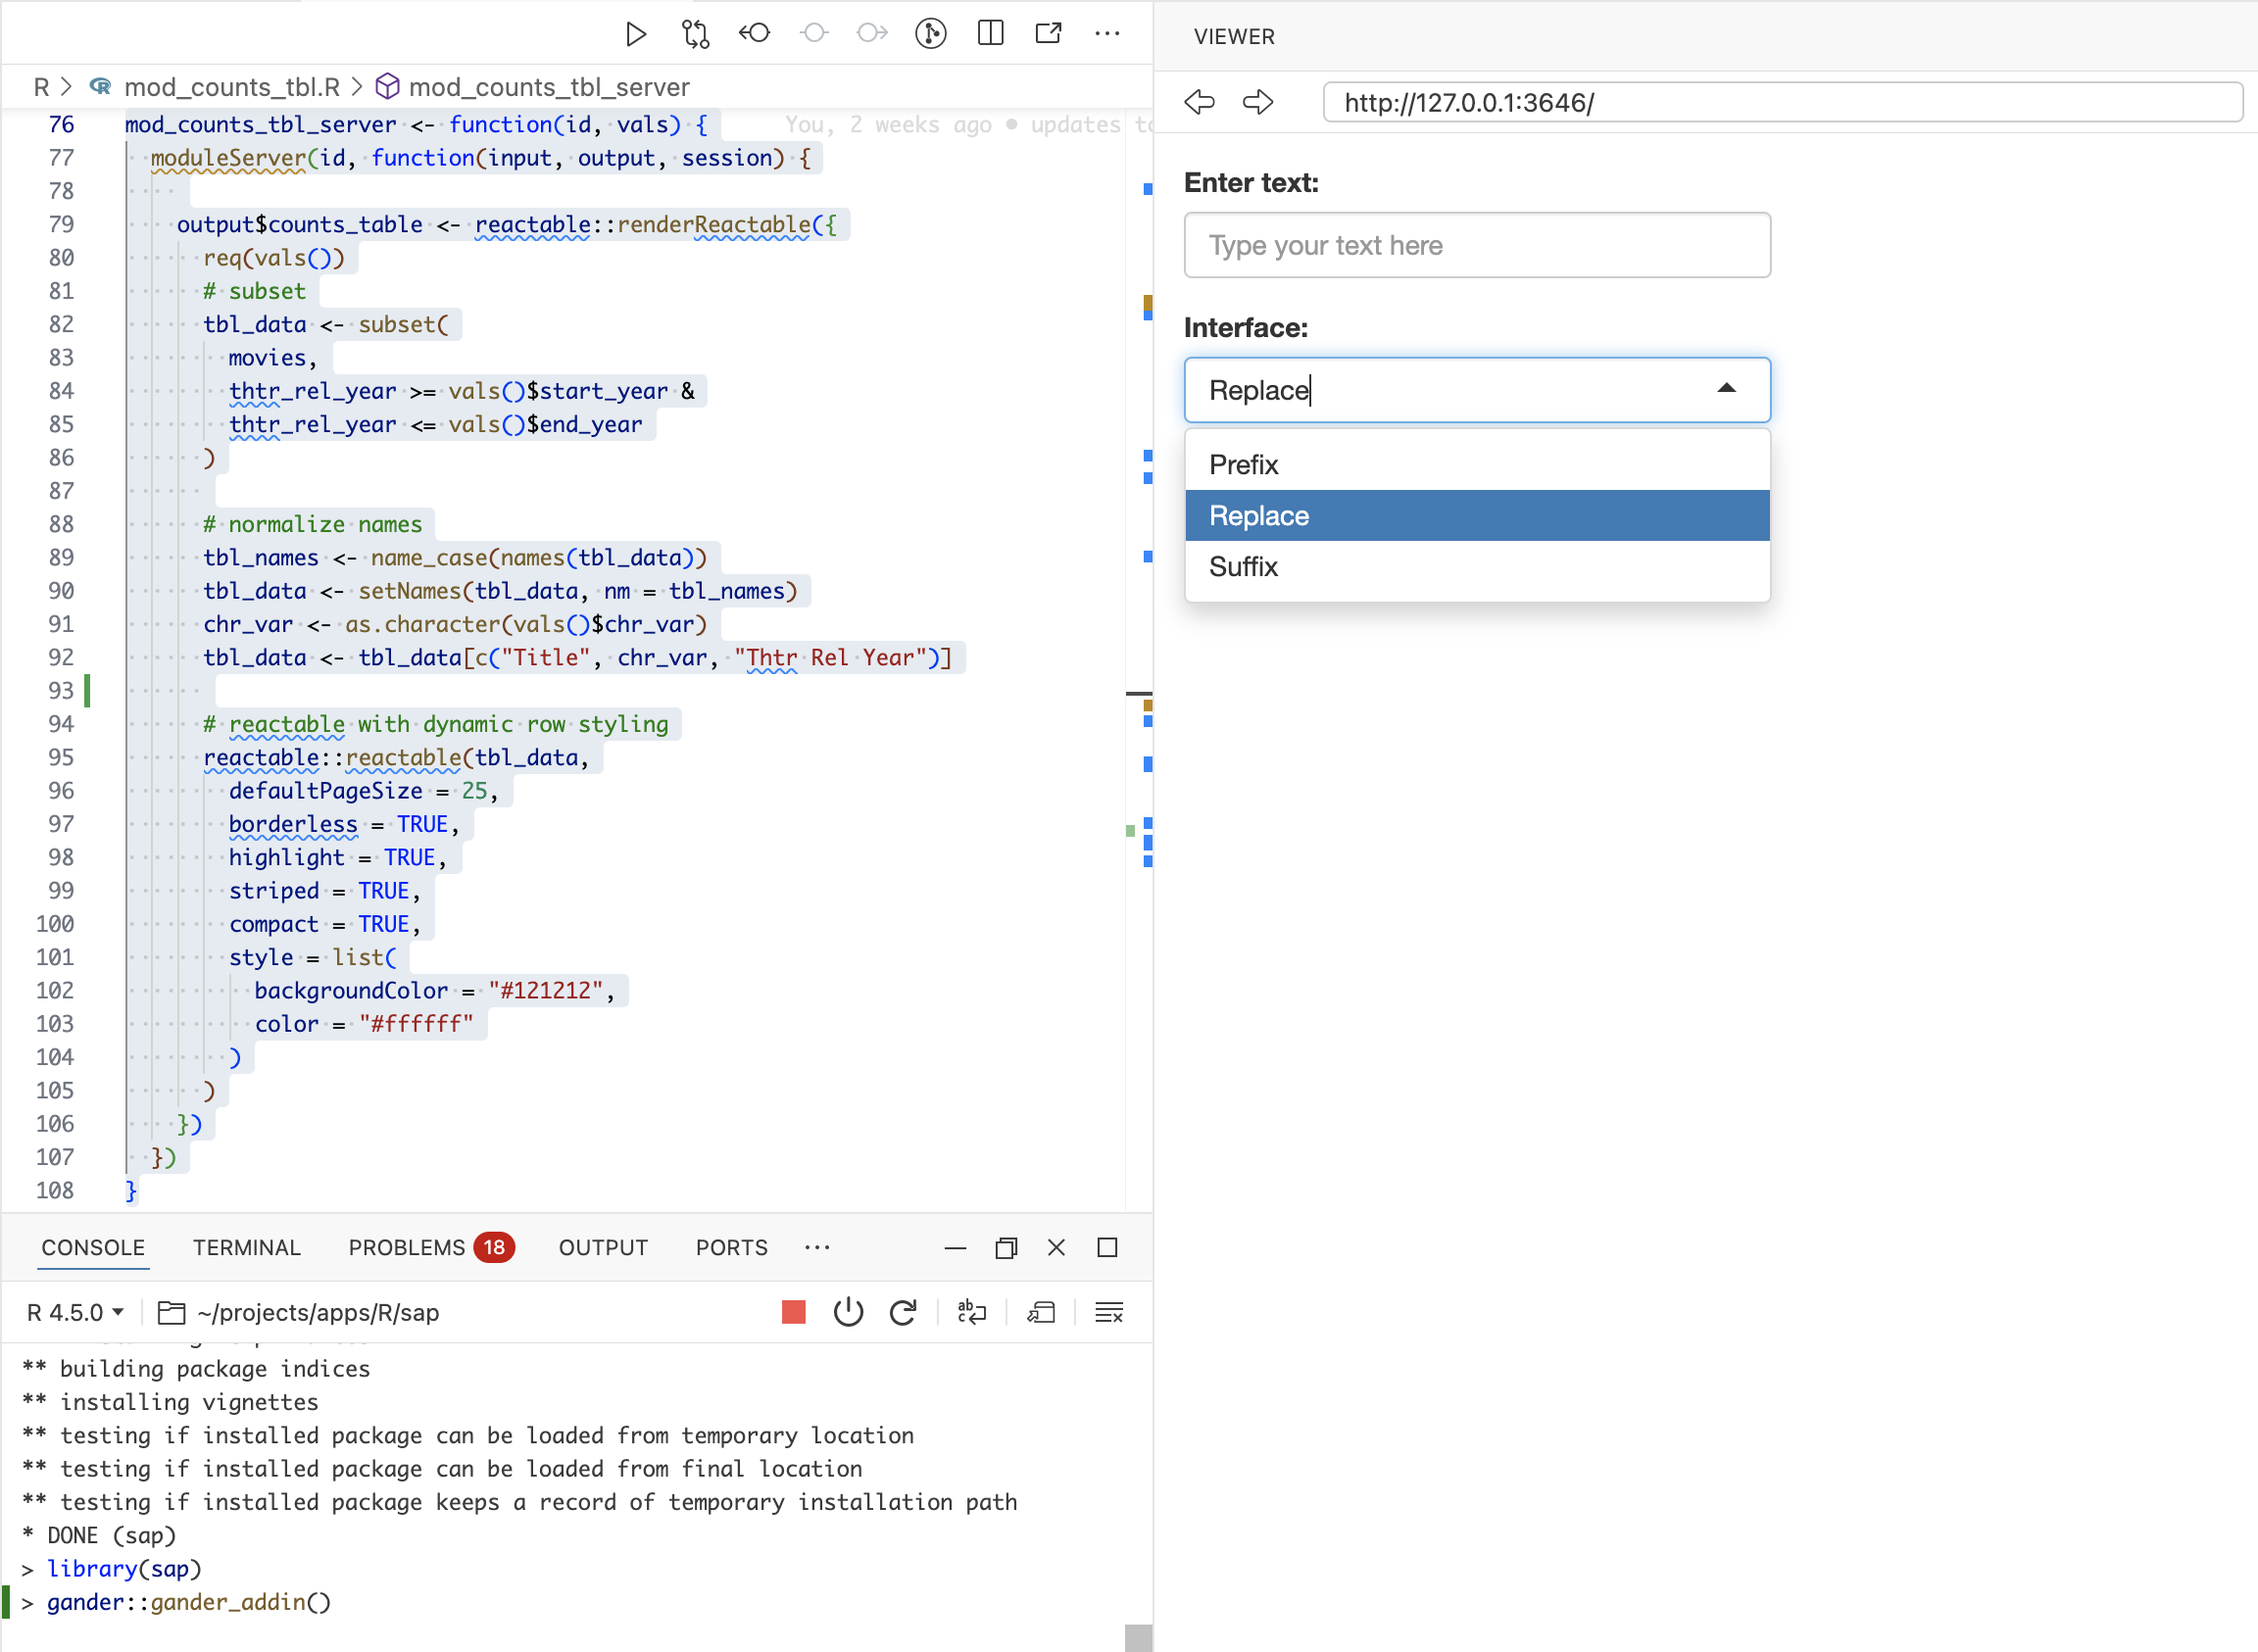 R > mod_counts_tbl.R > mod_counts_tbl_server
76 mod_counts_tbl_server <- function(id, vals) { You, 2 weeks ago • updates
77 moduleServer(id, function(input, output, session) {
78
79 output$counts_table <- reactable::renderReactable({
80 req(vals())
81 # subset
82 tbl_data <- subset(
83 movies,
84 thtr_rel_year >= vals()$start_year &
85 thtr_rel_year <= vals()$end_year
86 )
87
88 # normalize names
89 tbl_names <- name_case(names(tbl_data))
90 tbl_data <- setNames(tbl_data, nm = tbl_names)
91 chr_var <- as.character(vals()$chr_var)
92 tbl_data <- tbl_data[c("Title", chr_var, "Thtr Rel Year")]
93
94 # reactable with dynamic row styling
95 reactable::reactable(tbl_data,
96 defaultPageSize = 25,
97 borderless = TRUE,
98 highlight = TRUE,
99 striped = TRUE,
100 compact = TRUE,
101 style = list(
102 backgroundColor = "#121212",
103 color = "#ffffff"
104 )
105 )
106 })
107 })
108 }
CONSOLE TERMINAL PROBLEMS 18 OUTPUT PORTS
R 4.5.0 ~/projects/apps/R/sap
** building package indices
** installing vignettes
** testing if installed package can be loaded from temporary location
** testing if installed package can be loaded from final location
** testing if installed package keeps a record of temporary installation path
* DONE (sap)
> library(sap)
> gander::gander_addin()
VIEWER
http://127.0.0.1:3646/
Enter text:
Type your text here
Interface:
Replace
Prefix
Replace
Suffix